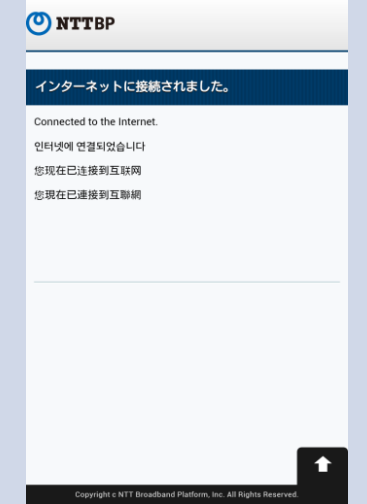 NTTBP
インターネットに接続されました。
Connected to the Internet.
인터넷에 연결되었습니다
您现在已连接到互联网
您現在已連接到互聯網
Copyright c NTT Broadband Platform, Inc. All Rights Reserved.